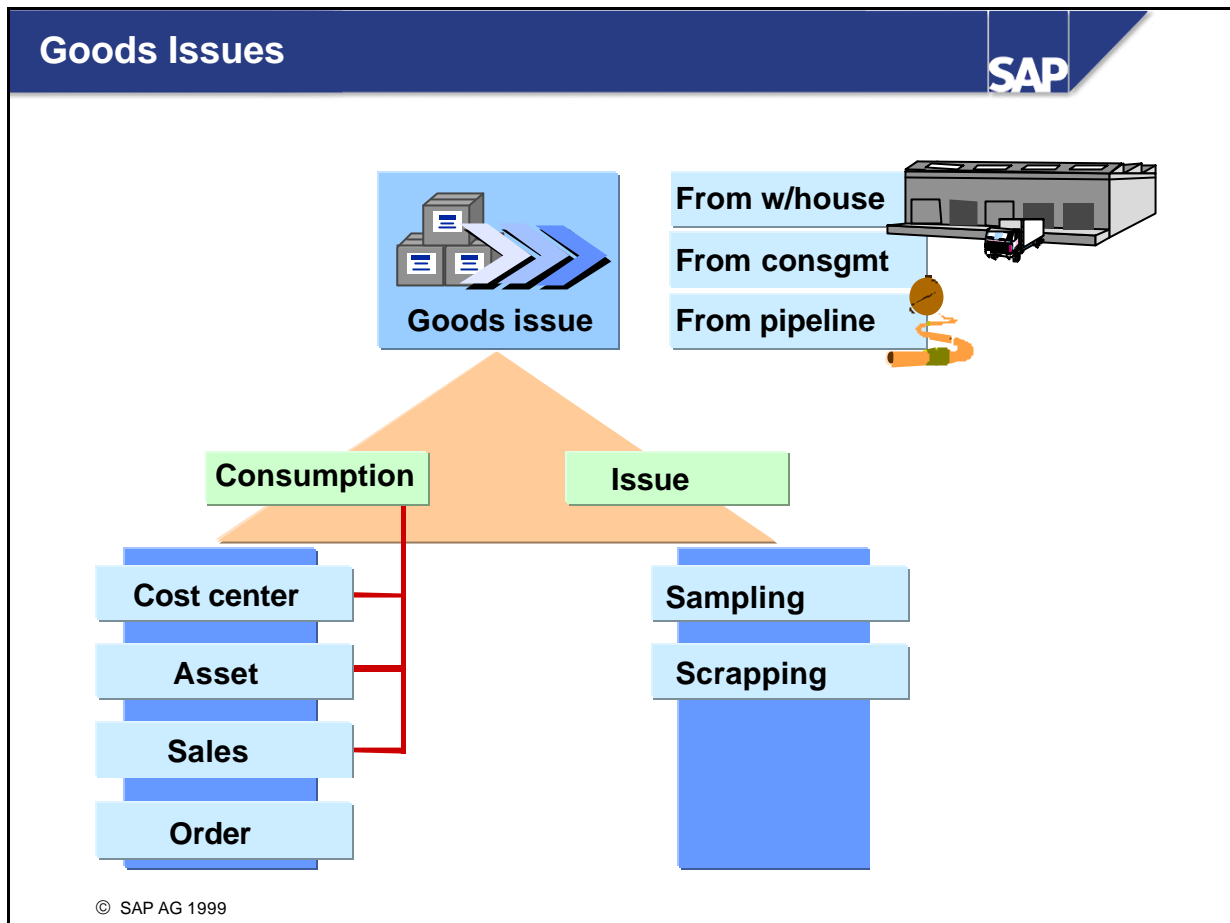 Goods Issues
SAP
From w/house
From consgmt
From pipeline
Goods issue
Consumption
Issue
Cost center
Asset
Sales
Order
Sampling
Scrapping
© SAP AG 1999